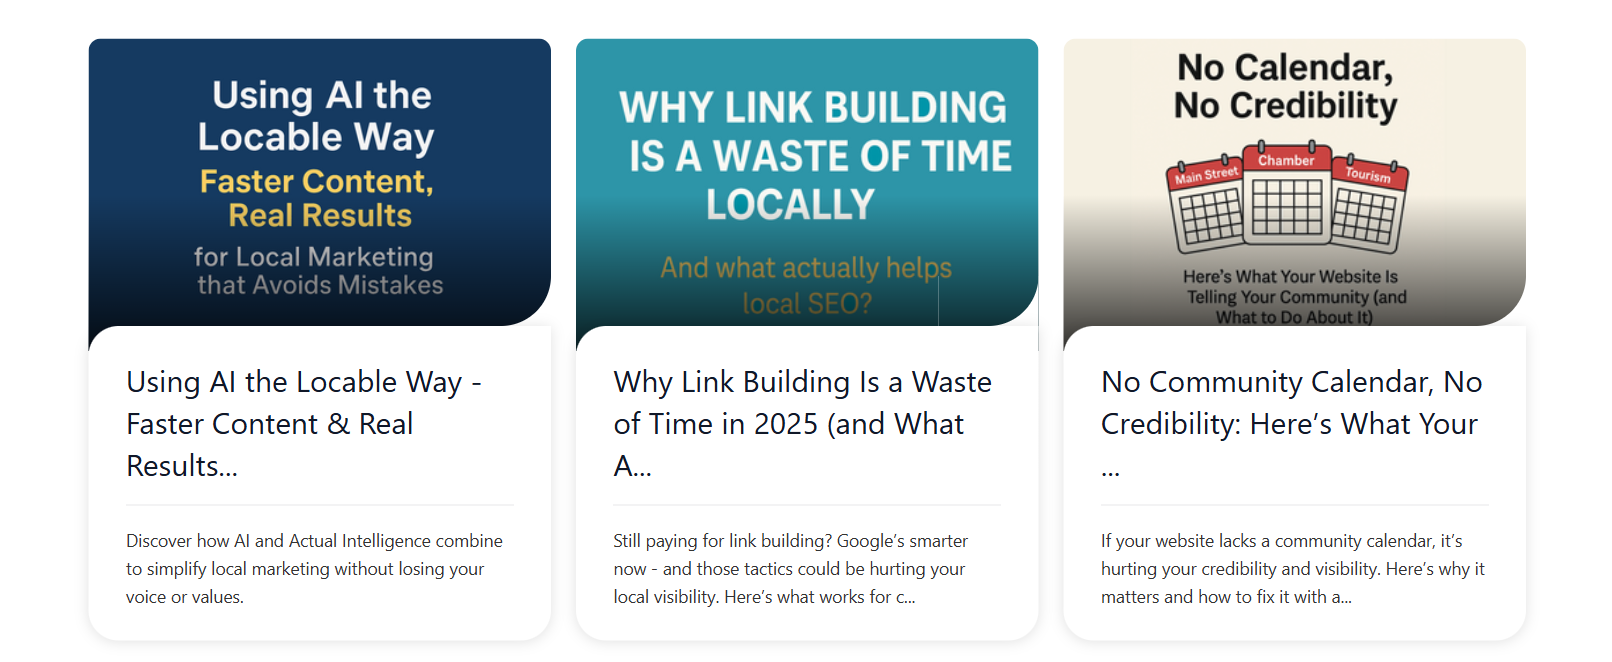 Using AI the
Locable Way
Faster Content,
Real Results
for Local Marketing
that Avoids Mistakes
Using AI the Locable Way -
Faster Content & Real
Results...
Discover how AI and Actual Intelligence combine
to simplify local marketing without losing your
voice or values.
WHY LINK BUILDING
IS A WASTE OF TIME
LOCALLY
And what actually helps
local SEO?
Why Link Building Is a Waste
of Time in 2025 (and What
A...
Still paying for link building? Google’s smarter
now - and those tactics could be hurting your
local visibility. Here’s what works for c...
No Calendar,
No Credibility
Main Street
Chamber
Tourism
Here’s What Your Website Is
Telling Your Community (and
What to Do About It)
No Community Calendar, No
Credibility: Here’s What Your
...
If your website lacks a community calendar, it’s
hurting your credibility and visibility. Here’s why it
matters and how to fix it with a...